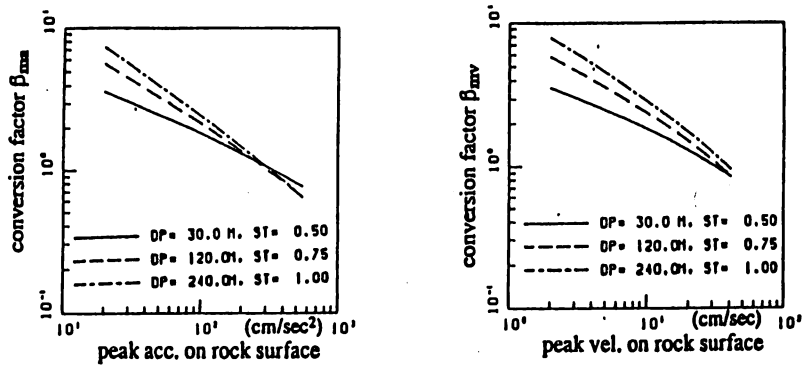 conversion factor βma
10¹
10⁰
10⁻¹
DP= 30.0 M. ST= 0.50
DP= 120.0M. ST= 0.75
DP= 240.0M. ST= 1.00
10¹ 10² 10³
(cm/sec²)
peak acc. on rock surface
conversion factor βmv
10¹
10⁰
10⁻¹
DP= 30.0 M. ST= 0.50
DP= 120.0M. ST= 0.75
DP= 240.0M. ST= 1.00
10⁰ 10¹
(cm/sec)
peak vel. on rock surface